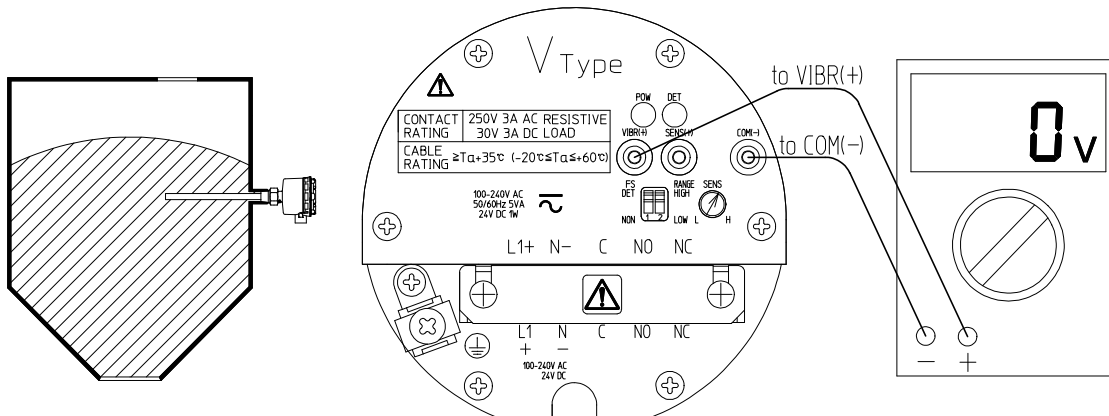 V Type
POW DET
CONTACT RATING
250V 3A AC RESISTIVE
30V 3A DC LOAD
CABLE RATING
≧Ta+35℃ (-20℃≦Ta≦+60℃)
VIBR(+) SENS(+) COM(-)
100-240V AC
50/60Hz 5VA
24V DC 1W
FS DET
NON
1 2
RANGE HIGH
LOW
SENS
L H
L1+ N- C NO NC
L1 N C NO NC
+ -
100-240V AC
24V DC
to VIBR(+)
to COM(-)
0 V
- +